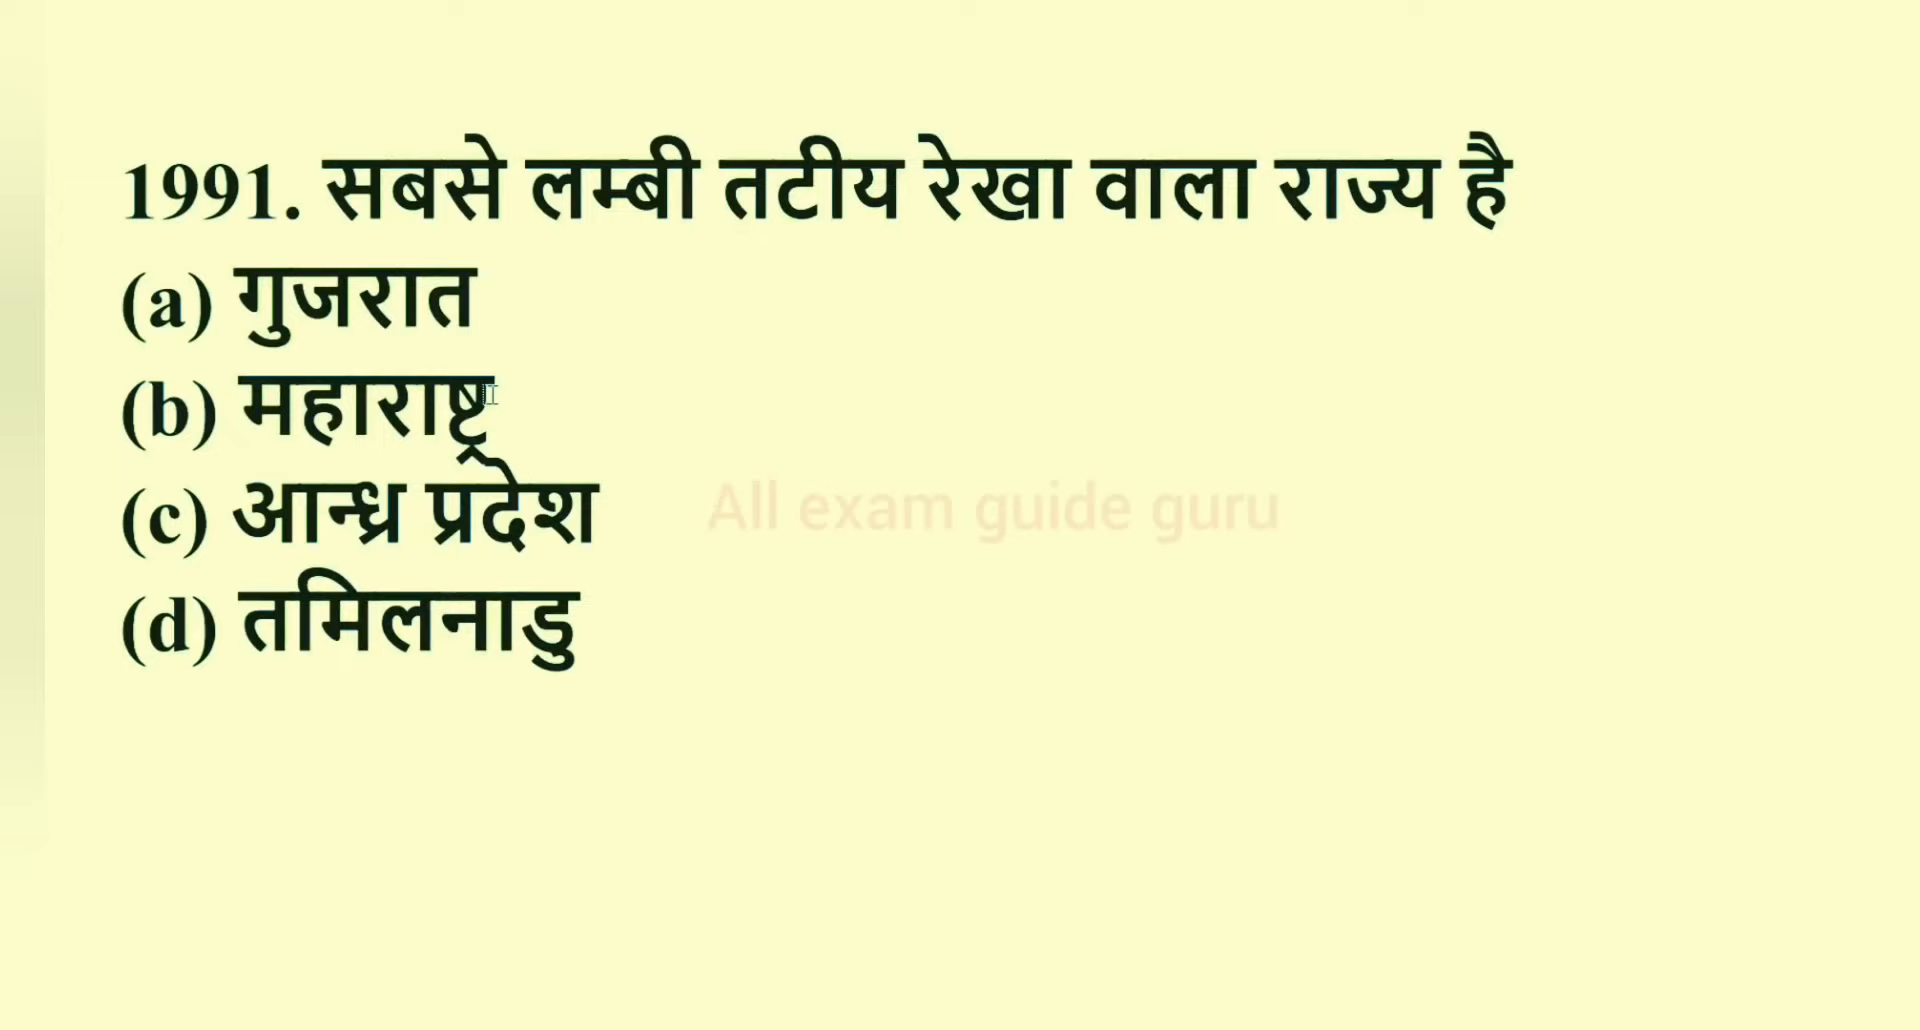 1991. सबसे लम्बी तटीय रेखा वाला राज्य है
(a) गुजरात
(b) महाराष्ट्र
(c) आन्ध्र प्रदेश
All exam guide guru
(d) तमिलनाडु